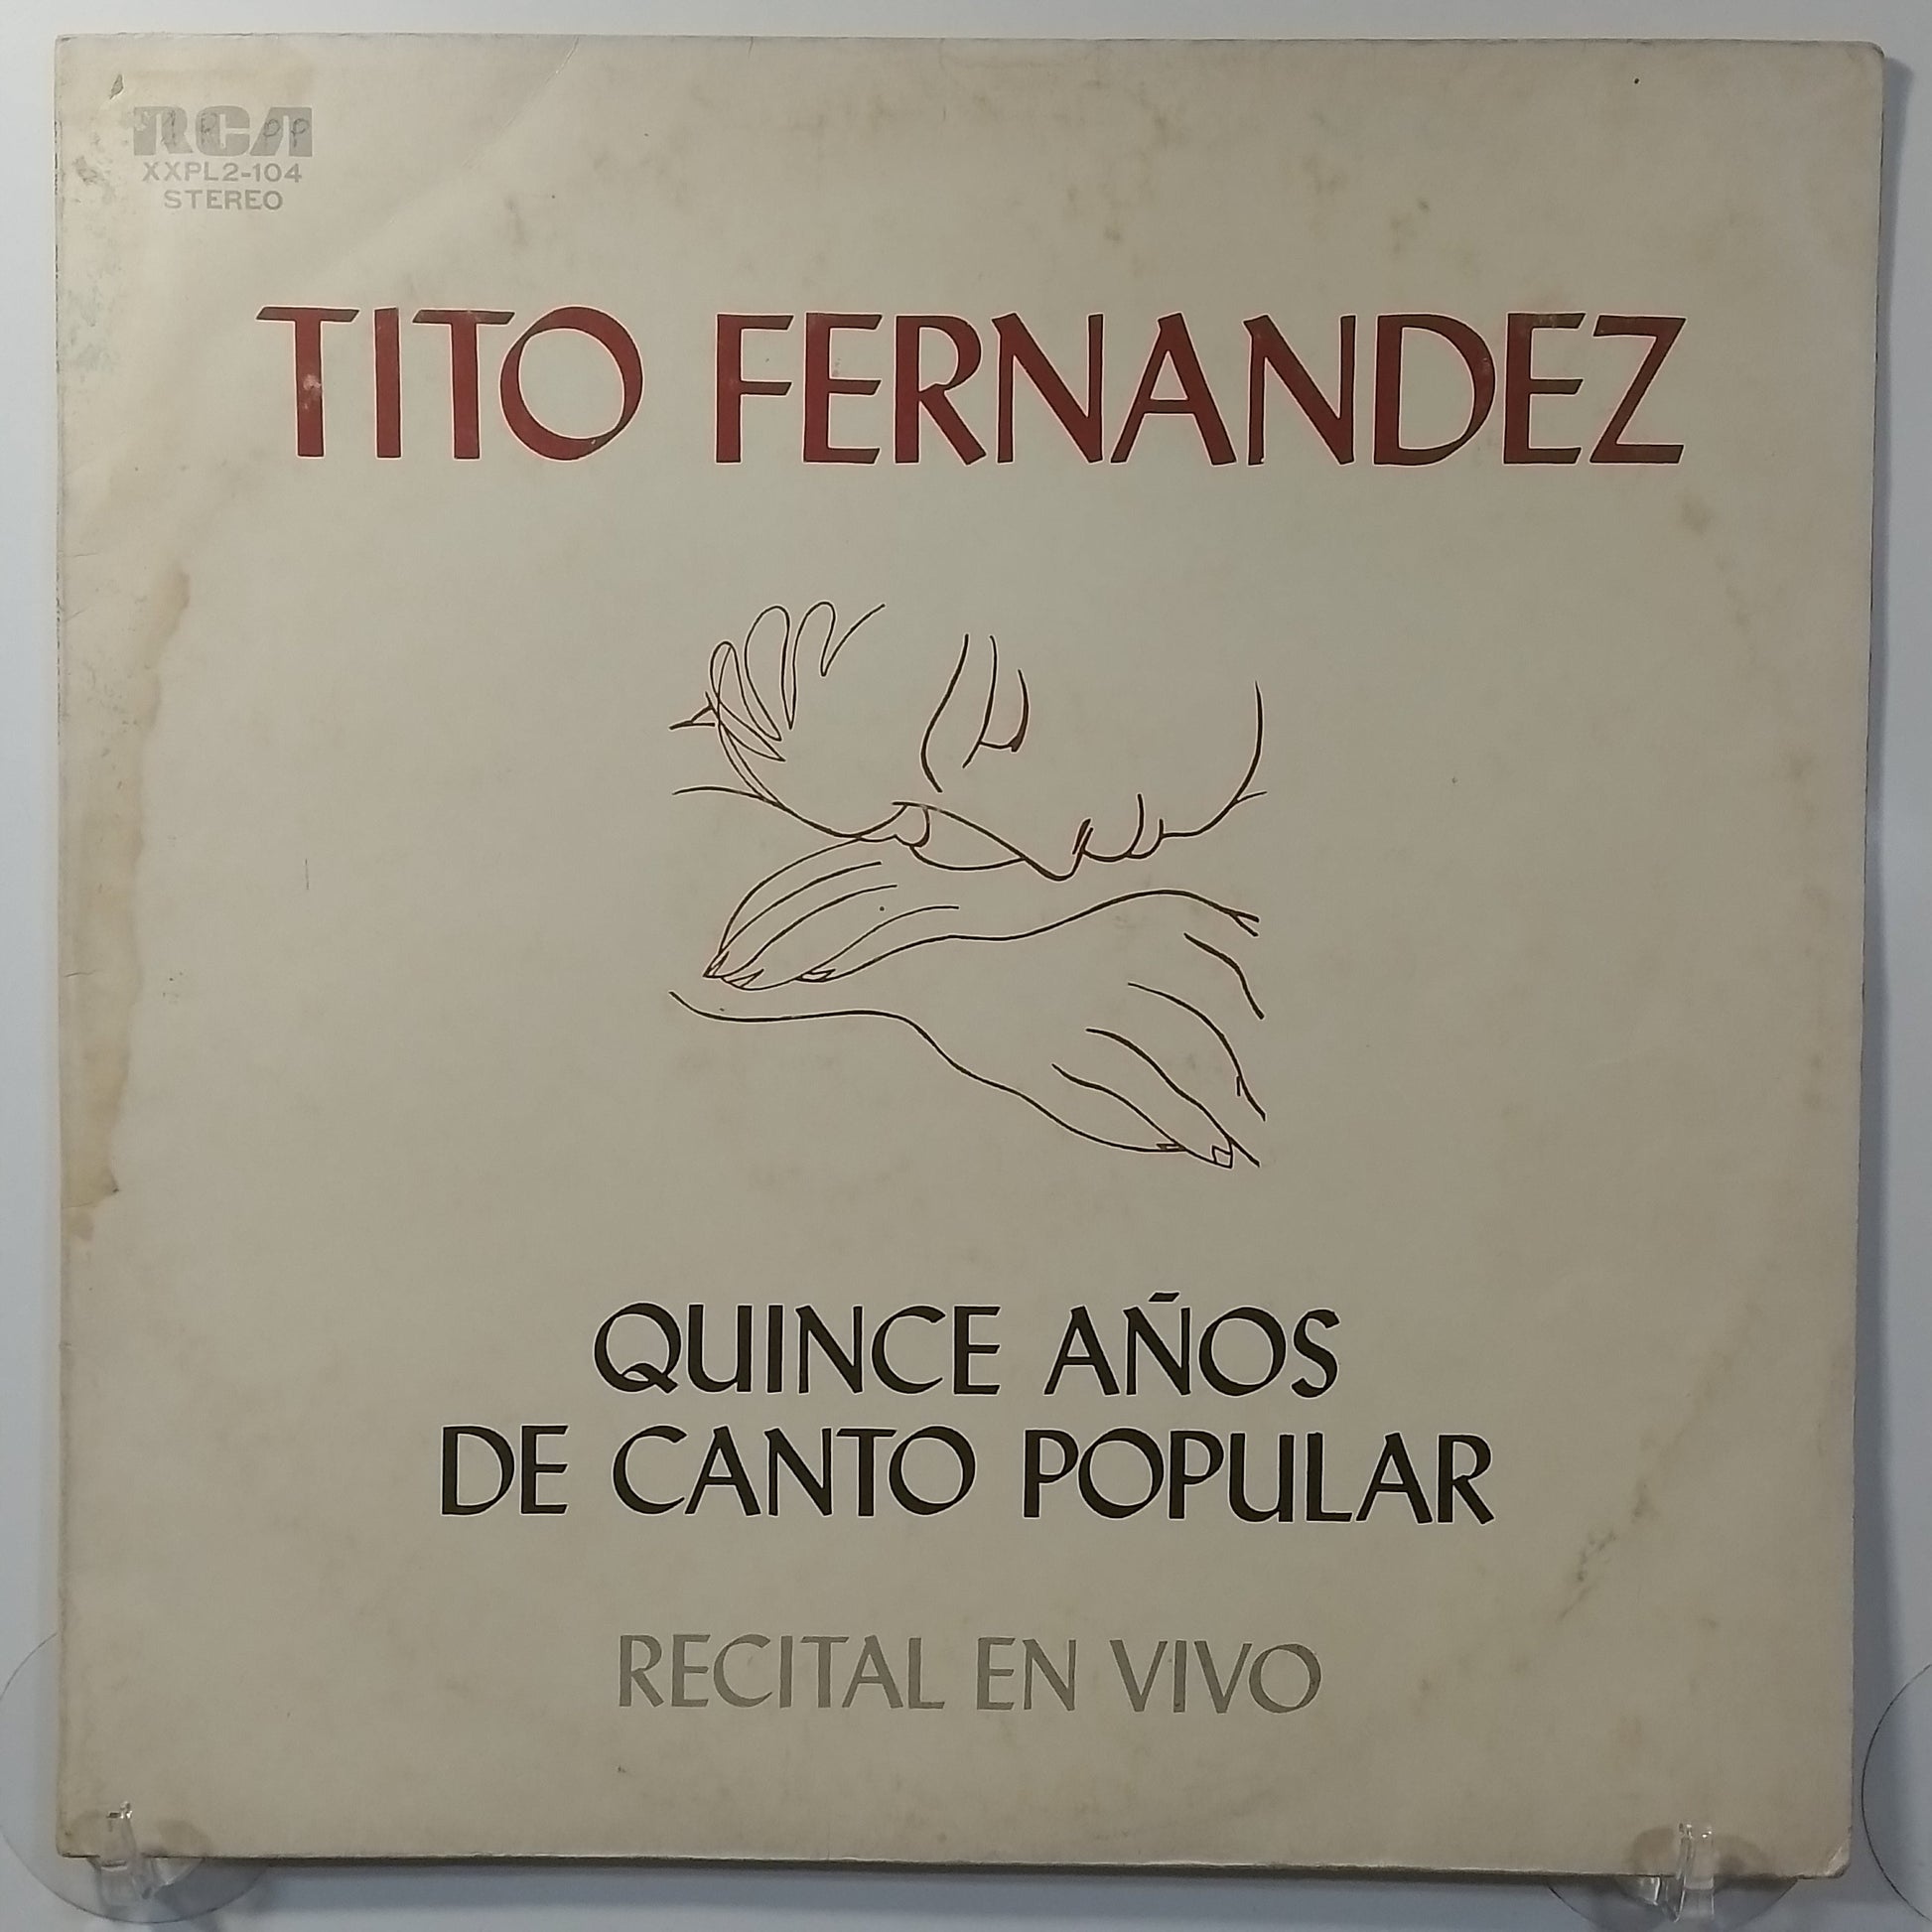 RCA
XXPL2-104
STEREO
TITO FERNANDEZ
QUINCE AÑOS
DE CANTO POPULAR
RECITAL EN VIVO